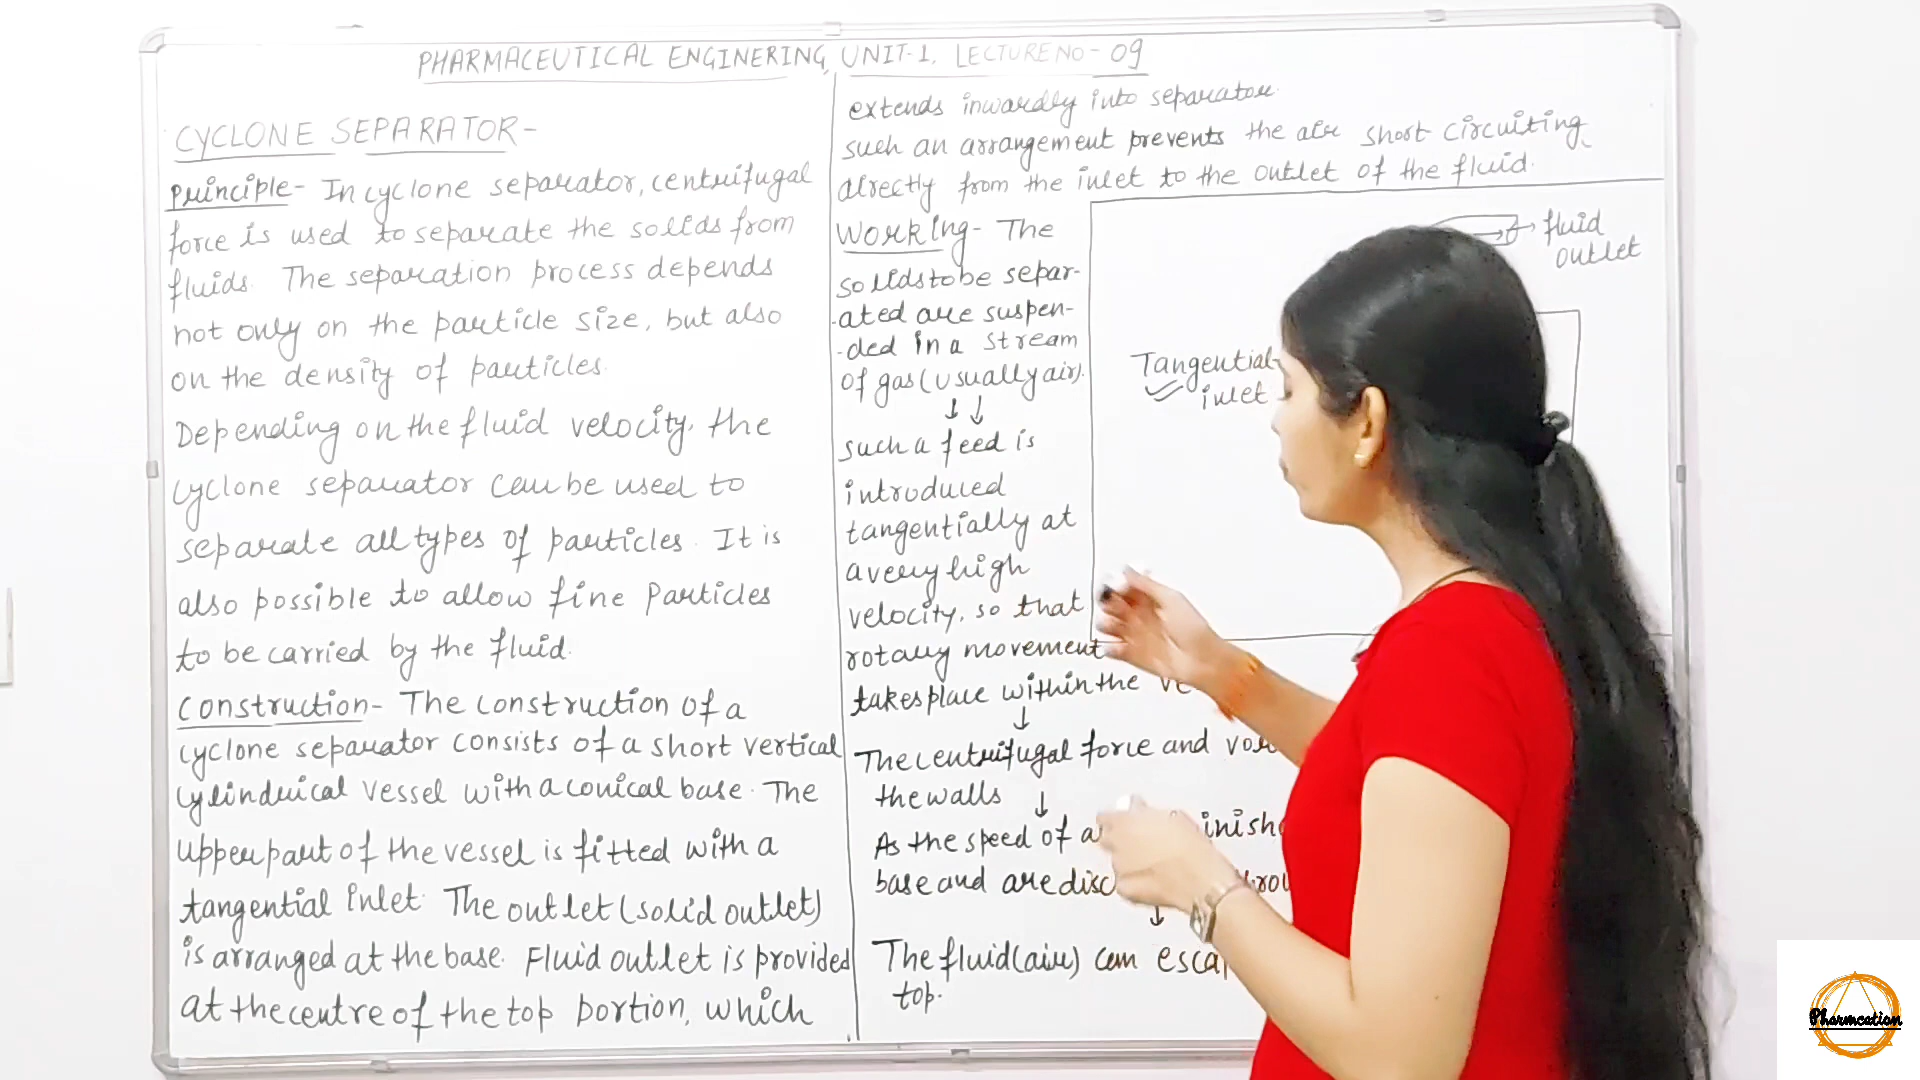 PHARMACEUTICAL ENGINERING, UNIT-1, LECTURE NO- 09
CYCLONE SEPARATOR-
Principle- In cyclone separator, centrifugal
force is used to separate the solids from
fluids. The separation process depends
not only on the particle size, but also
on the density of particles.
Depending on the fluid velocity, the
cyclone separator can be used to
separate all types of particles. It is
also possible to allow fine Particles
to be carried by the fluid.
Construction- The construction of a
cyclone separator consists of a short vertical
cylindrical vessel with a conical base. The
upper part of the vessel is fitted with a
tangential inlet. The outlet (solid outlet)
is arranged at the base. Fluid outlet is provided
at the centre of the top portion, which
extends inwardly into separator.
such an arrangement prevents the air short circuiting
directly from the inlet to the outlet of the fluid.
Working- The
solids to be separ-
-ated are suspen-
-ded in a stream
of gas (usually air).
such a feed is
introduced
tangentially at
a very high
velocity, so that
rotary movement
takes place within the
The centrifugal force and
the walls
As the speed of
base and are
The fluid (air) can
top.
fluid
outlet
Tangential
inlet
Pharmcation